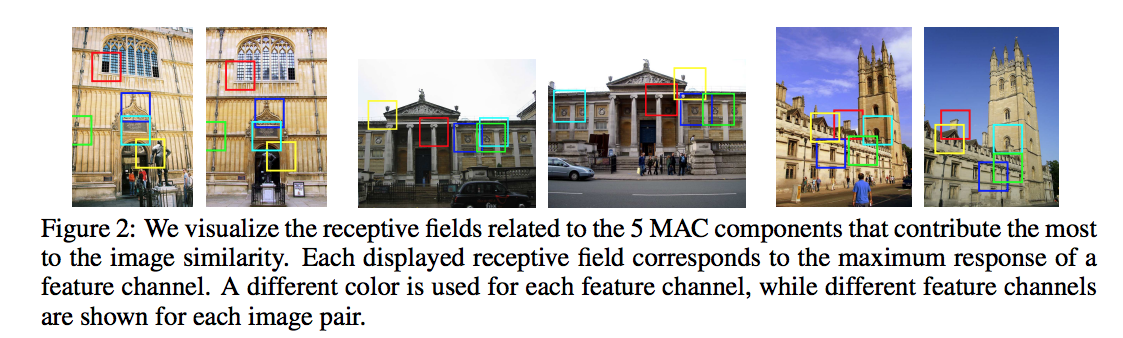 Figure 2: We visualize the receptive fields related to the 5 MAC components that contribute the most
to the image similarity. Each displayed receptive field corresponds to the maximum response of a
feature channel. A different color is used for each feature channel, while different feature channels
are shown for each image pair.